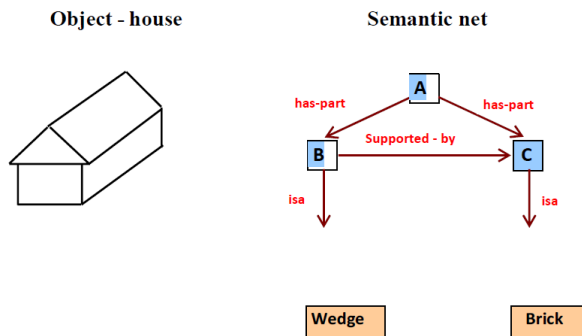 Object - house
Semantic net
A
has-part
has-part
Supported - by
B
C
isa
isa
Wedge
Brick